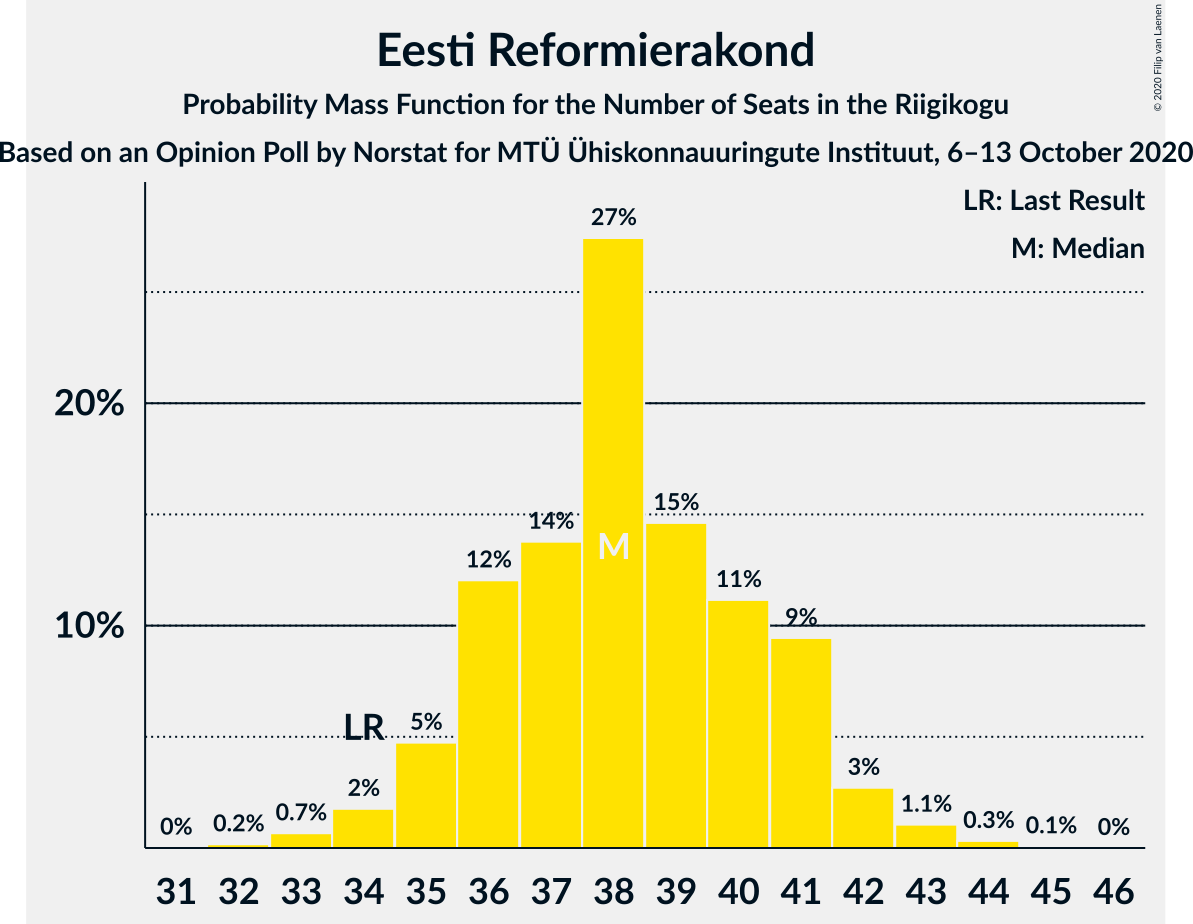 Eesti Reformierakond
Probability Mass Function for the Number of Seats in the Riigikogu
Based on an Opinion Poll by Norstat for MTÜ Ühiskonnauuringute Instituut, 6–13 October 2020
© 2020 Filip van Laenen
LR: Last Result
M: Median
20%
10%
0%
0.2%
0.7%
2%
LR
5%
12%
14%
27%
M
15%
11%
9%
3%
1.1%
0.3%
0.1%
0%
31 32 33 34 35 36 37 38 39 40 41 42 43 44 45 46